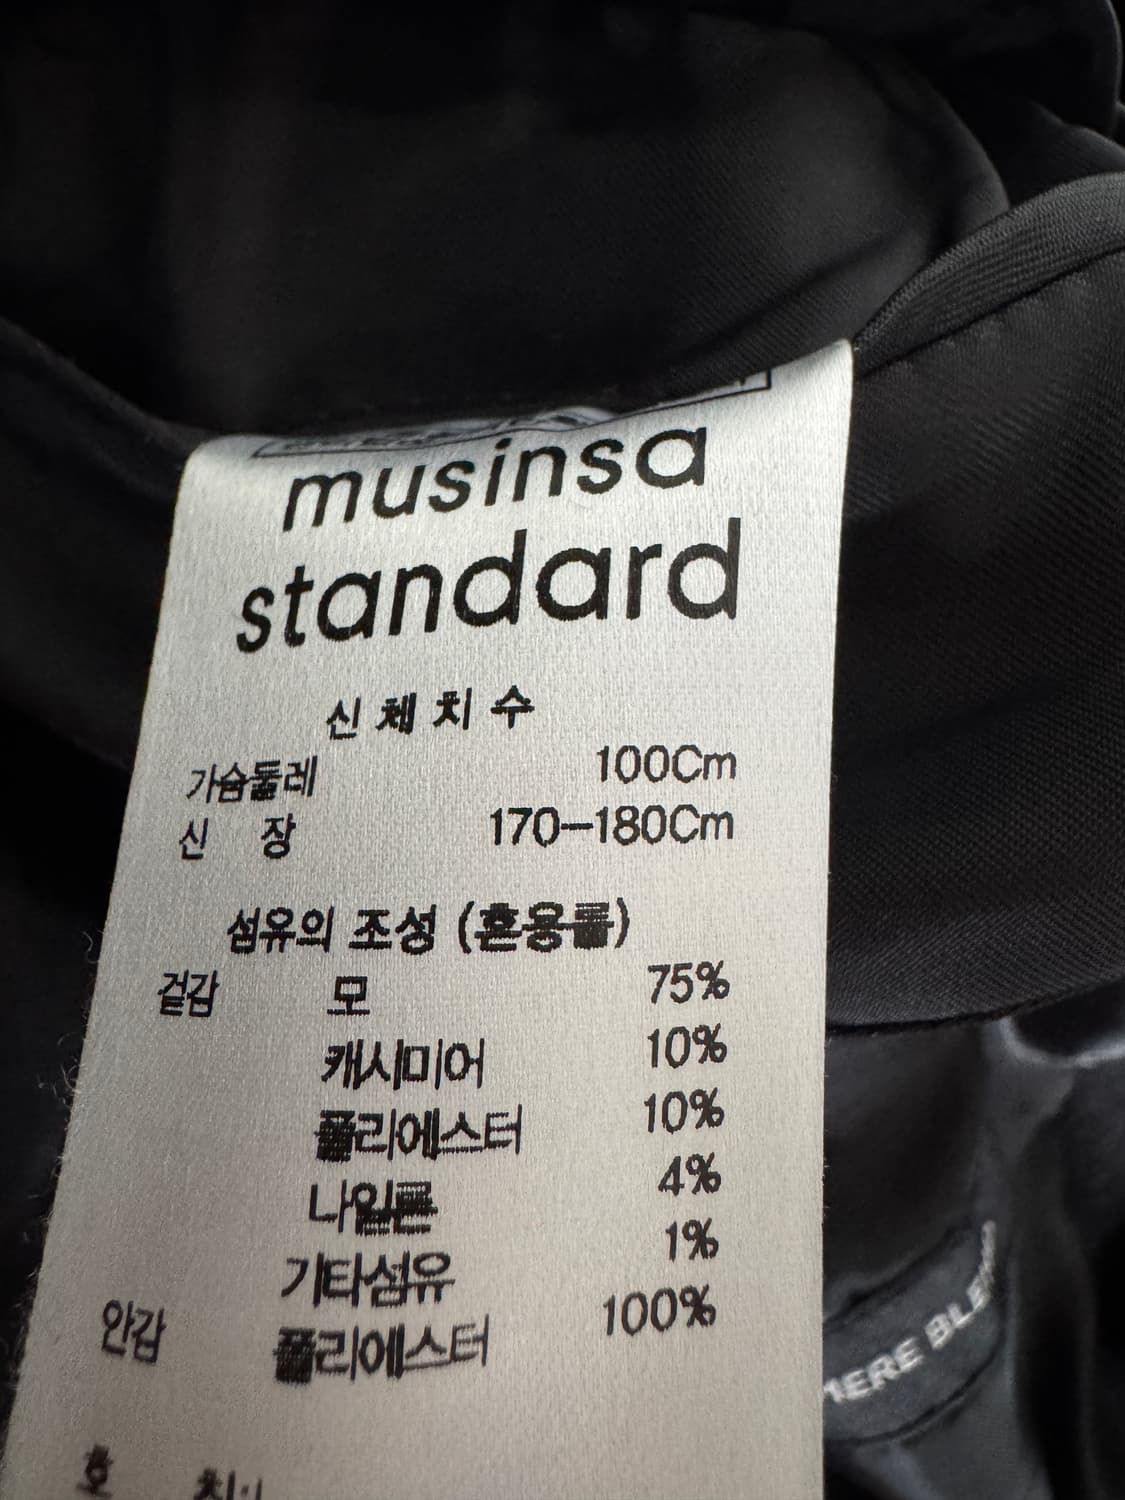 musinsa
standard
신체치수
가슴둘레 100Cm
신 장 170-180Cm
섬유의 조성 (혼용률)
겉감 모 75%
캐시미어 10%
폴리에스터 10%
나일론 4%
기타섬유 1%
안감 폴리에스터 100%
호